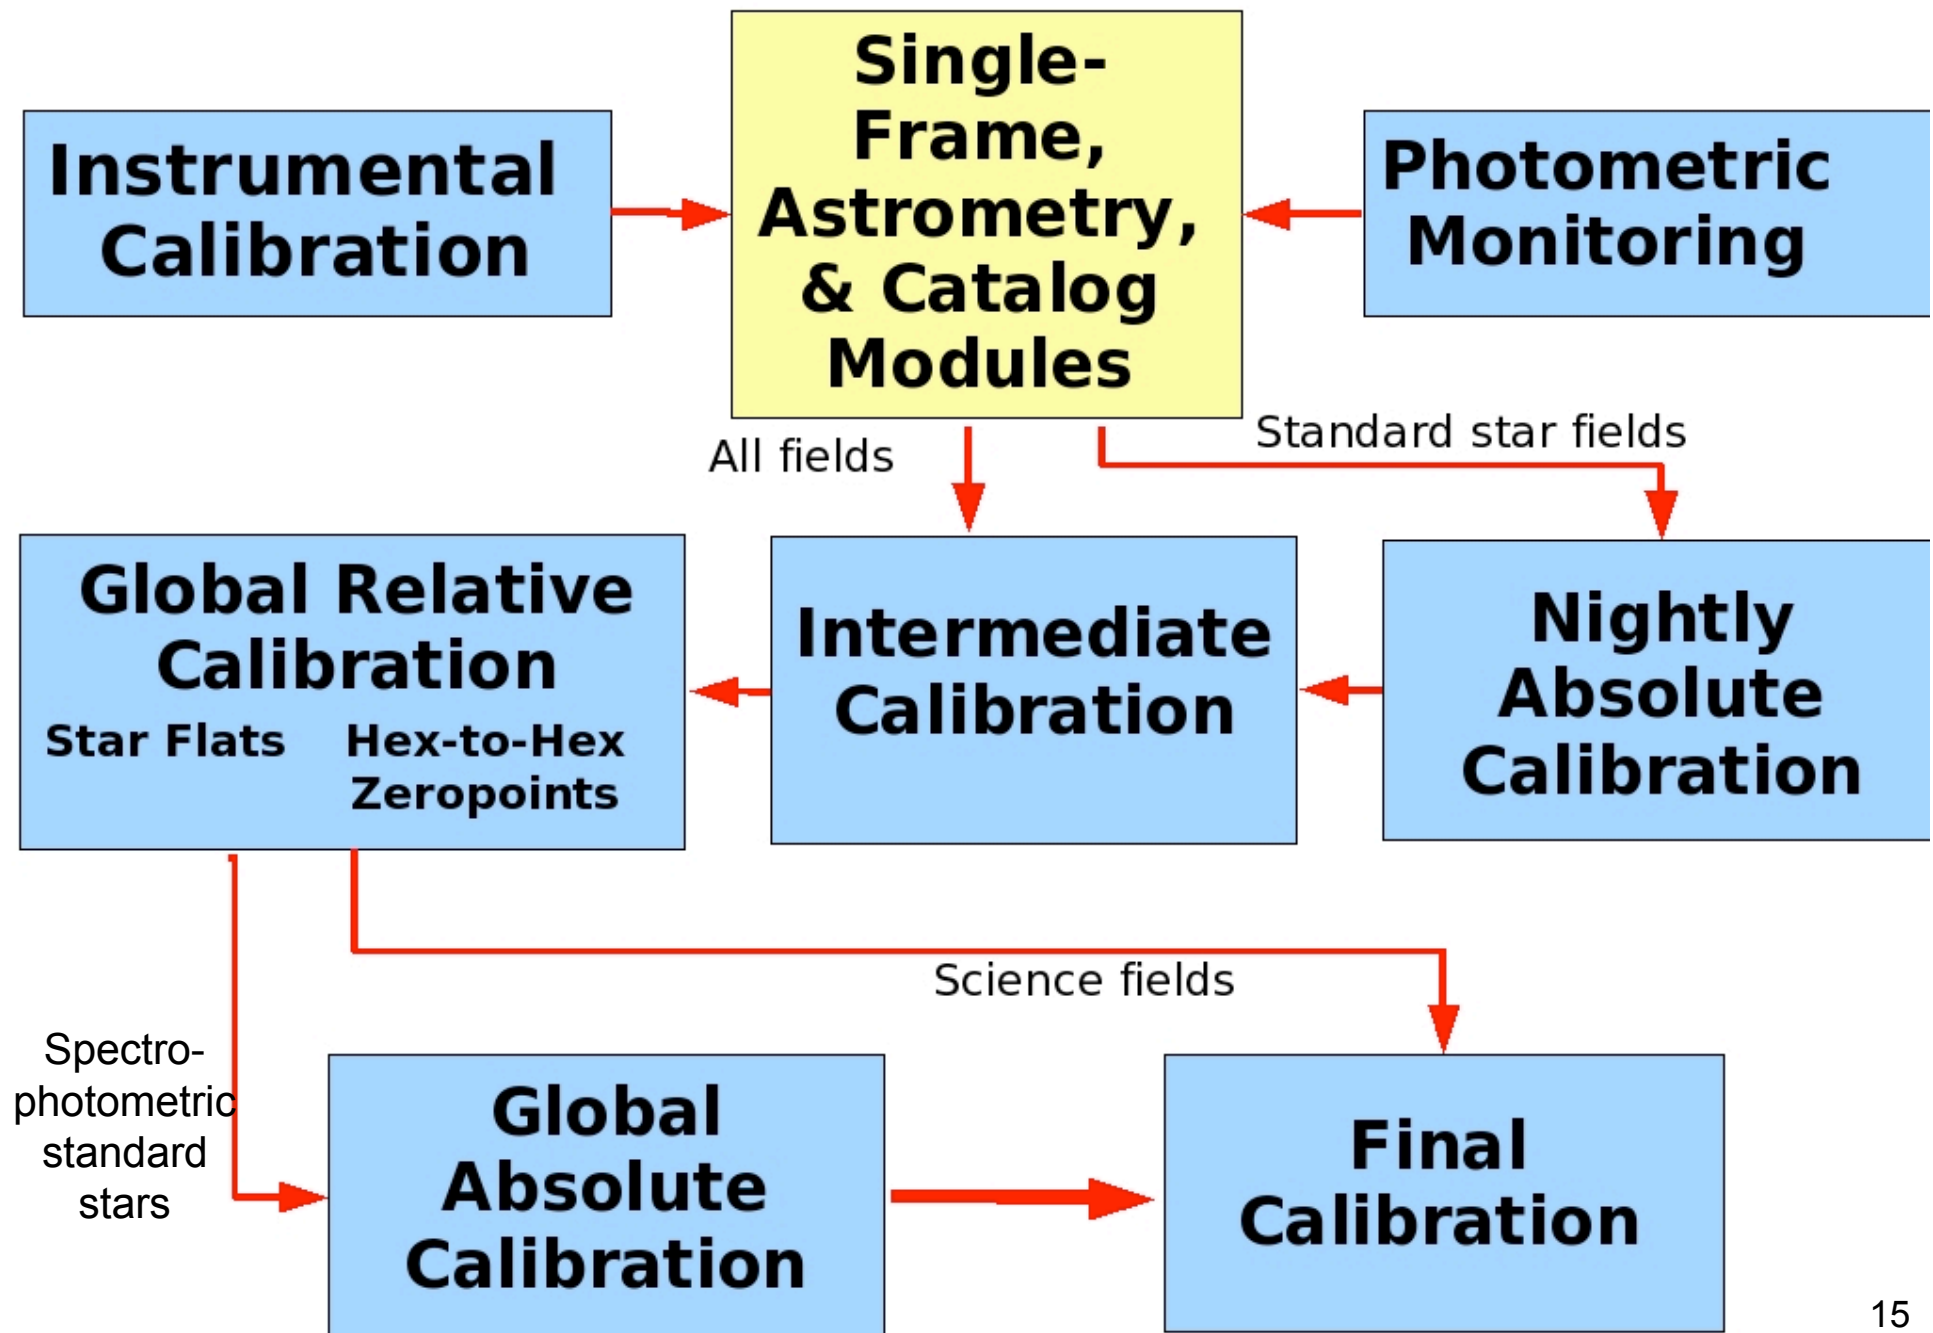 Instrumental
Calibration
Single-
Frame,
Astrometry,
& Catalog
Modules
Photometric
Monitoring
All fields
Standard star fields
Global Relative
Calibration
Star Flats
Hex-to-Hex
Zeropoints
Intermediate
Calibration
Nightly
Absolute
Calibration
Science fields
Spectro-
photometric
standard
stars
Global
Absolute
Calibration
Final
Calibration
15